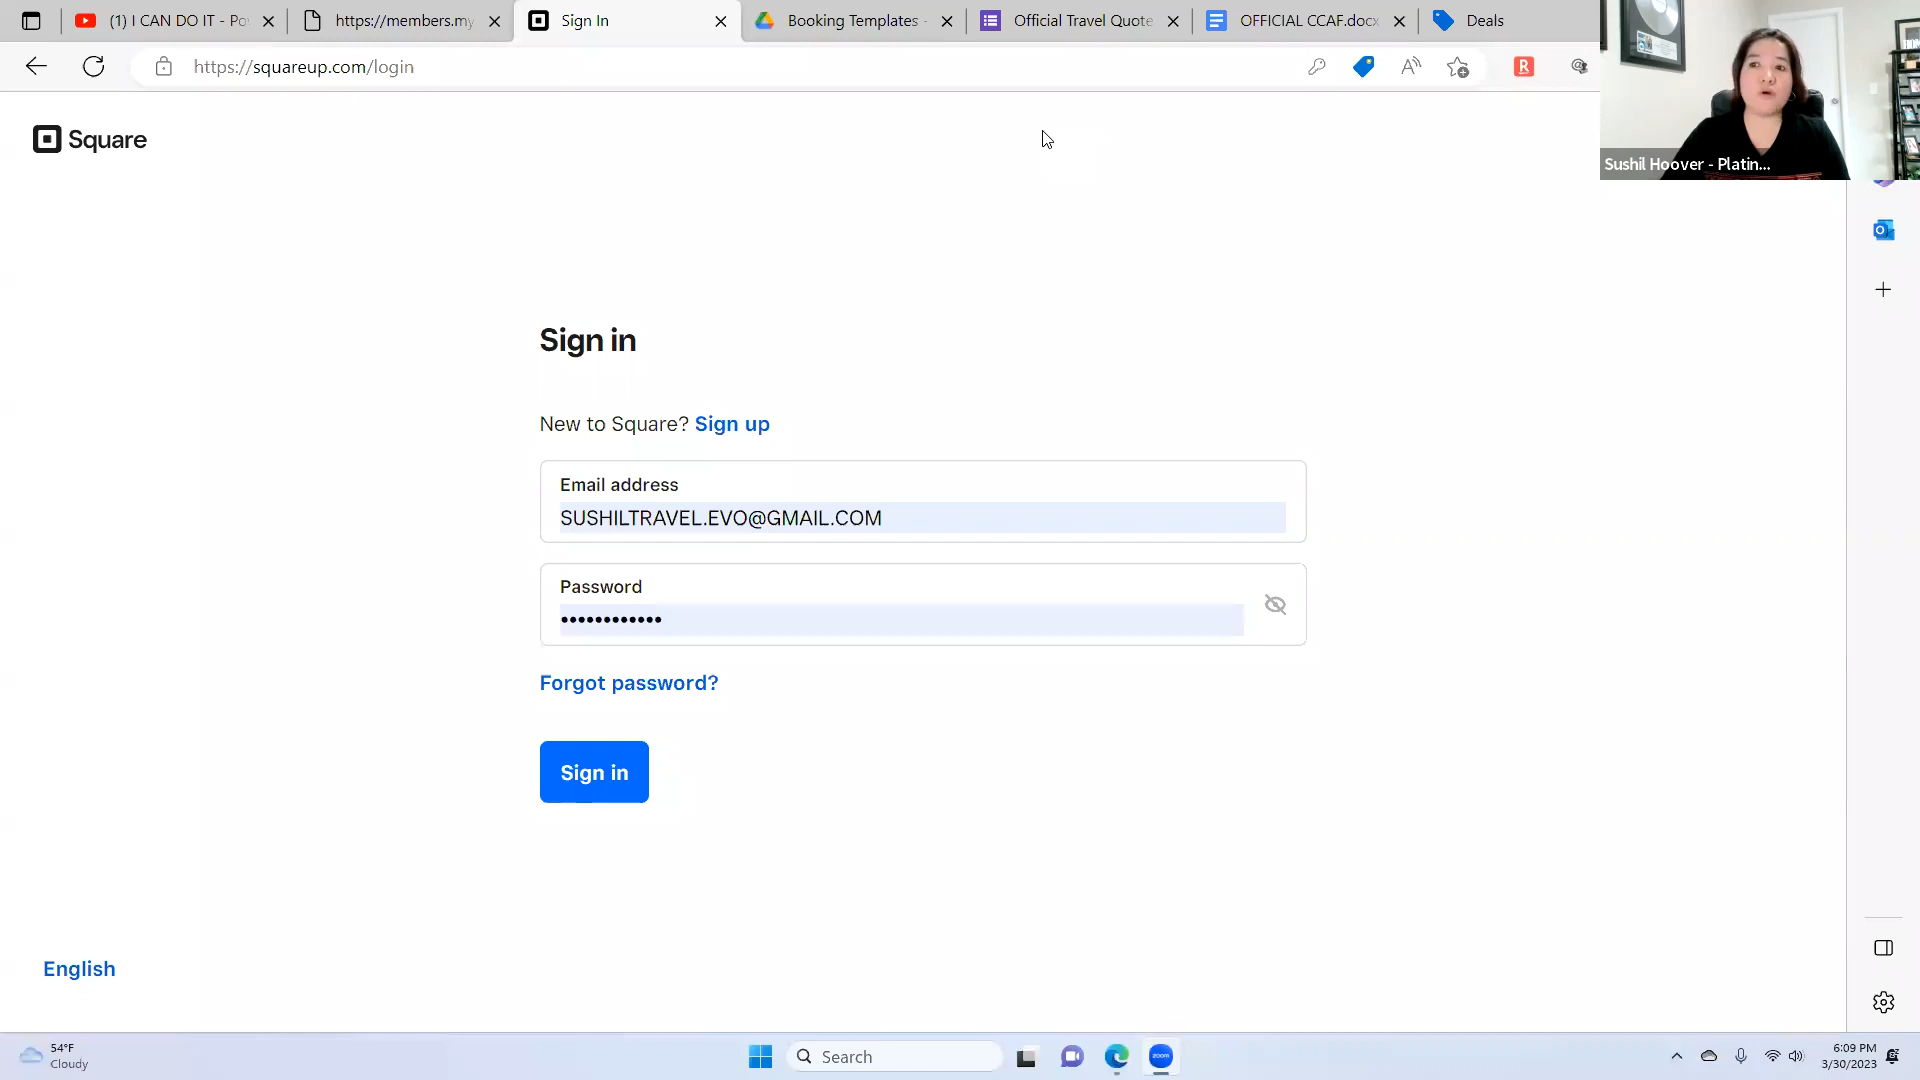 (1) I CAN DO IT - Po
https://members.my
Sign In
Booking Templates -
Official Travel Quote
OFFICIAL CCAF.docx
Deals
https://squareup.com/login
Square
Sushil Hoover - Platin...
Sign in
New to Square? Sign up
Email address
SUSHILTRAVEL.EVO@GMAIL.COM
Password
Forgot password?
Sign in
English
54°F
Cloudy
Search
zoom
6:09 PM
3/30/2023